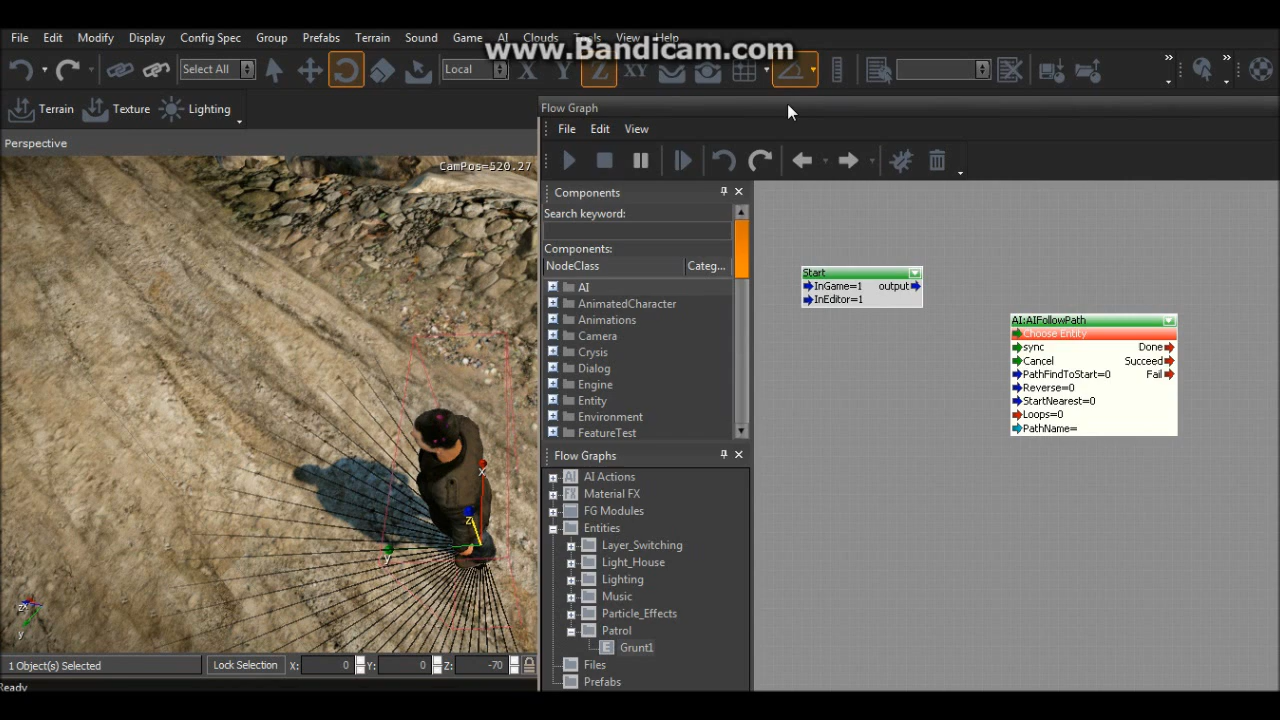 File Edit Modify Display Config Spec Group Prefabs Terrain Sound Game AI Clouds Tools View Help
www.Bandicam.com
Select All Local X Y Z XY
Terrain Texture Lighting
Flow Graph
File Edit View
Perspective
CamPos=520.27
Components
Search keyword:
Components:
NodeClass Categ...
AI
AnimatedCharacter
Animations
Camera
Crysis
Dialog
Engine
Entity
Environment
FeatureTest
Flow Graphs
AI Actions
Material FX
FG Modules
Entities
Layer_Switching
Light_House
Lighting
Music
Particle_Effects
Patrol
Grunt1
Files
Prefabs
Start
InGame=1 output
InEditor=1
AI:AIFollowPath
Choose Entity
sync Done
Cancel Succeed
PathFindToStart=0 Fail
Reverse=0
StartNearest=0
Loops=0
PathName=
x
z
y
z x
y
1 Object(s) Selected Lock Selection X: 0 Y: 0 Z: -70
Ready